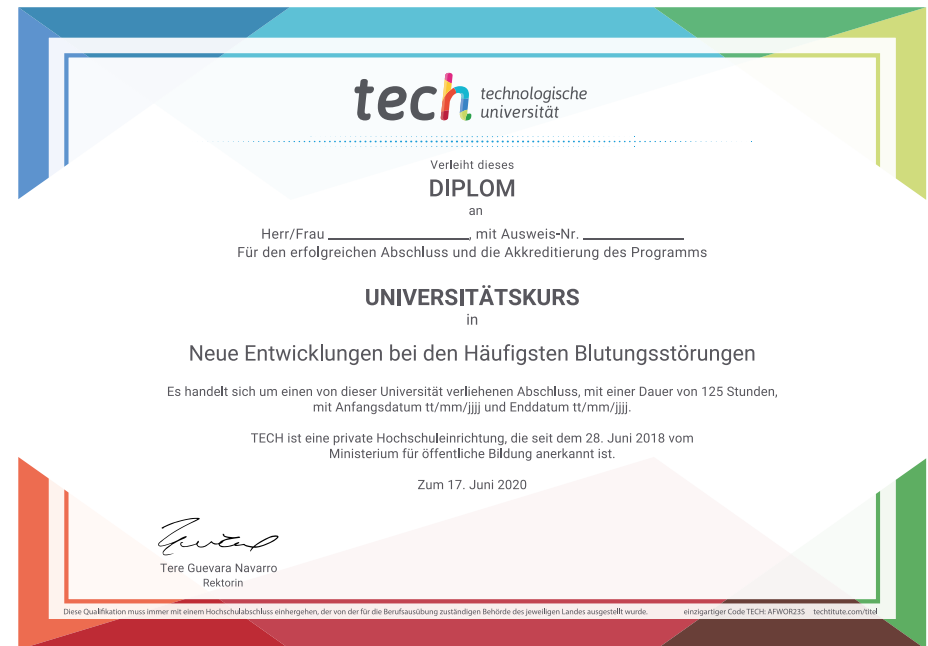 tech technologische
universität
Verleiht dieses
DIPLOM
an
Herr/Frau ____________________, mit Ausweis-Nr. ______________
Für den erfolgreichen Abschluss und die Akkreditierung des Programms
UNIVERSITÄTSKURS
in
Neue Entwicklungen bei den Häufigsten Blutungsstörungen
Es handelt sich um einen von dieser Universität verliehenen Abschluss, mit einer Dauer von 125 Stunden,
mit Anfangsdatum tt/mm/jjjj und Enddatum tt/mm/jjjj.
TECH ist eine private Hochschuleinrichtung, die seit dem 28. Juni 2018 vom
Ministerium für öffentliche Bildung anerkannt ist.
Zum 17. Juni 2020
Tere Guevara Navarro
Rektorin
Diese Qualifikation muss immer mit einem Hochschulabschluss einhergehen, der von der für die Berufsausübung zuständigen Behörde des jeweiligen Landes ausgestellt wurde. einzigartiger Code TECH: AFWOR23S techtitute.com/titel